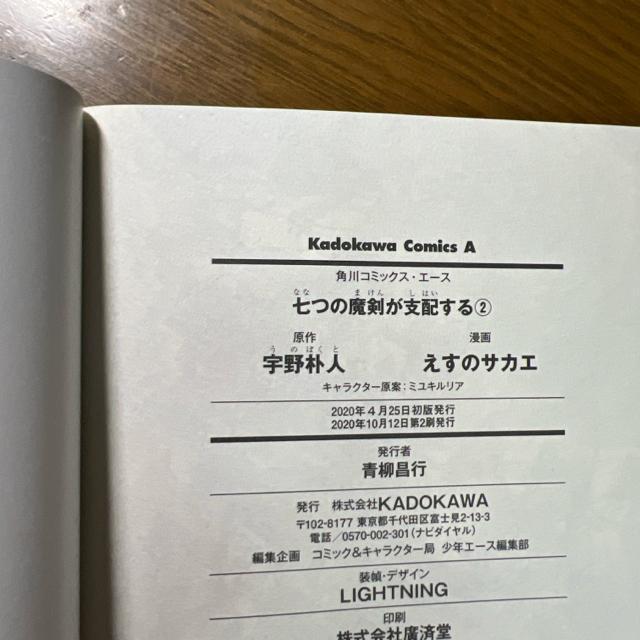 Kadokawa Comics A
角川コミックス・エース
なな まけん しはい
七つの魔剣が支配する②
原作 漫画
うのぼくと
宇野朴人 えすのサカエ
キャラクター原案:ミユキルリア
2020年4月25日初版発行
2020年10月12日第2刷発行
発行者
青柳昌行
発行 株式会社KADOKAWA
〒102-8177 東京都千代田区富士見2-13-3
電話/0570-002-301(ナビダイヤル)
編集企画 コミック&キャラクター局 少年エース編集部
装幀・デザイン
LIGHTNING
印刷
株式会社廣済堂